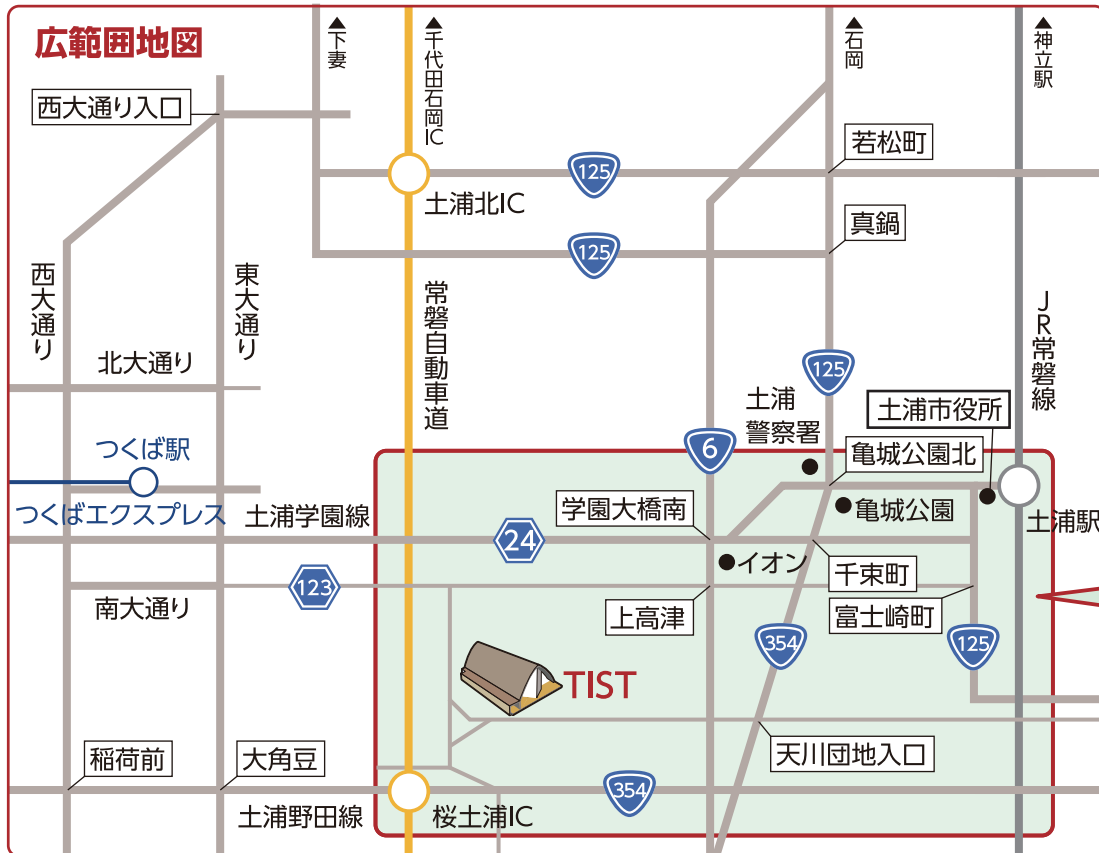 広範囲地図
▲下妻
▲千代田石岡IC
▲石岡
▲神立駅
西大通り入口
若松町
125
土浦北IC
真鍋
125
西大通り
東大通り
常磐自動車道
JR常磐線
北大通り
125
土浦
警察署
土浦市役所
つくば駅
6
亀城公園北
つくばエクスプレス
土浦学園線
学園大橋南
亀城公園
土浦駅
24
イオン
千束町
123
南大通り
上高津
富士崎町
354
125
TIST
稲荷前
大角豆
天川団地入口
354
土浦野田線
桜土浦IC